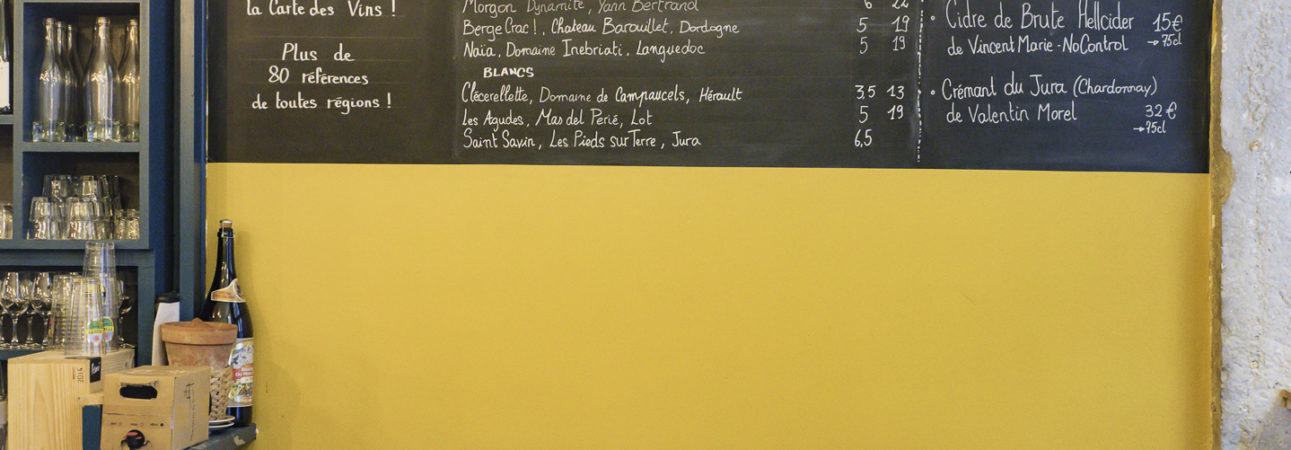 la Carte des Vins !
Plus de
80 références
de toutes régions !
Morgon Dynamite, Yann Bertrand 6 22
Berge Crac !, Chateau Barouillet, Dordogne 5 19
Naïa, Domaine Inebriati, Languedoc 5 19
BLANCS
Clécerellette, Domaine de Campaucels, Hérault 3,5 13
Les Agudes, Mas del Périé, Lot 5 19
Saint Savin, Les Pieds sur Terre, Jura 6,5
• Cidre de Brute Hellcider 15€
de Vincent Marie - No Control → 75cl
• Crémant du Jura (Chardonnay)
de Valentin Morel 32€
→ 75cl